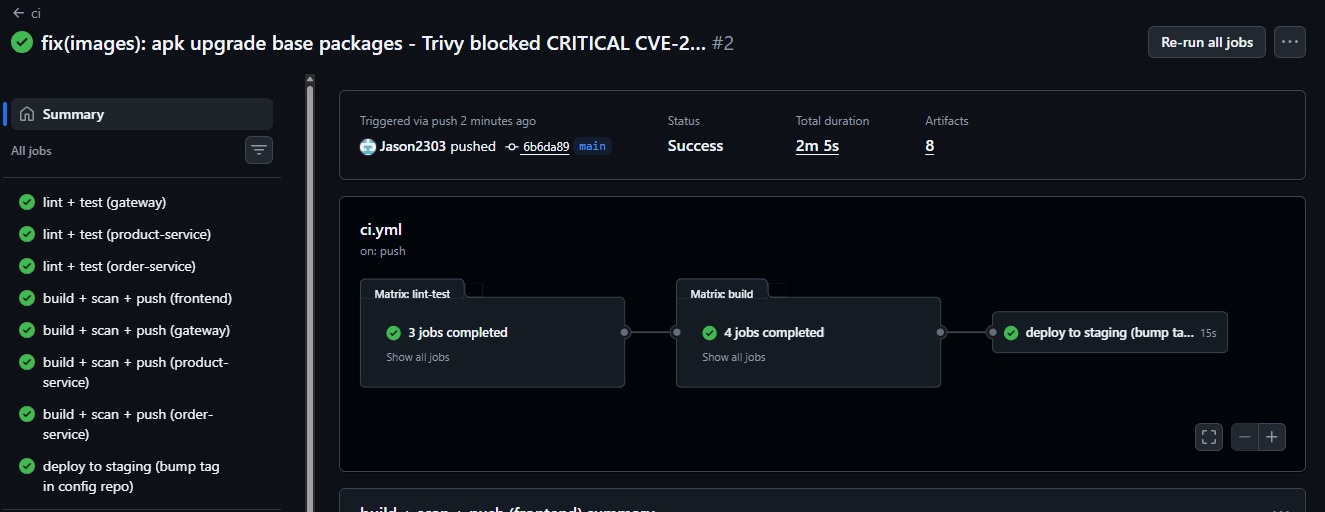 ci
fix(images): apk upgrade base packages - Trivy blocked CRITICAL CVE-2... #2
Re-run all jobs
Summary
All jobs
lint + test (gateway)
lint + test (product-service)
lint + test (order-service)
build + scan + push (frontend)
build + scan + push (gateway)
build + scan + push (product-
service)
build + scan + push (order-
service)
deploy to staging (bump tag
in config repo)
Triggered via push 2 minutes ago
Jason2303 pushed 6b6da89 main
Status
Success
Total duration
2m 5s
Artifacts
8
ci.yml
on: push
Matrix: lint-test
3 jobs completed
Show all jobs
Matrix: build
4 jobs completed
Show all jobs
deploy to staging (bump ta... 15s
build + scan + push (frontend) summary